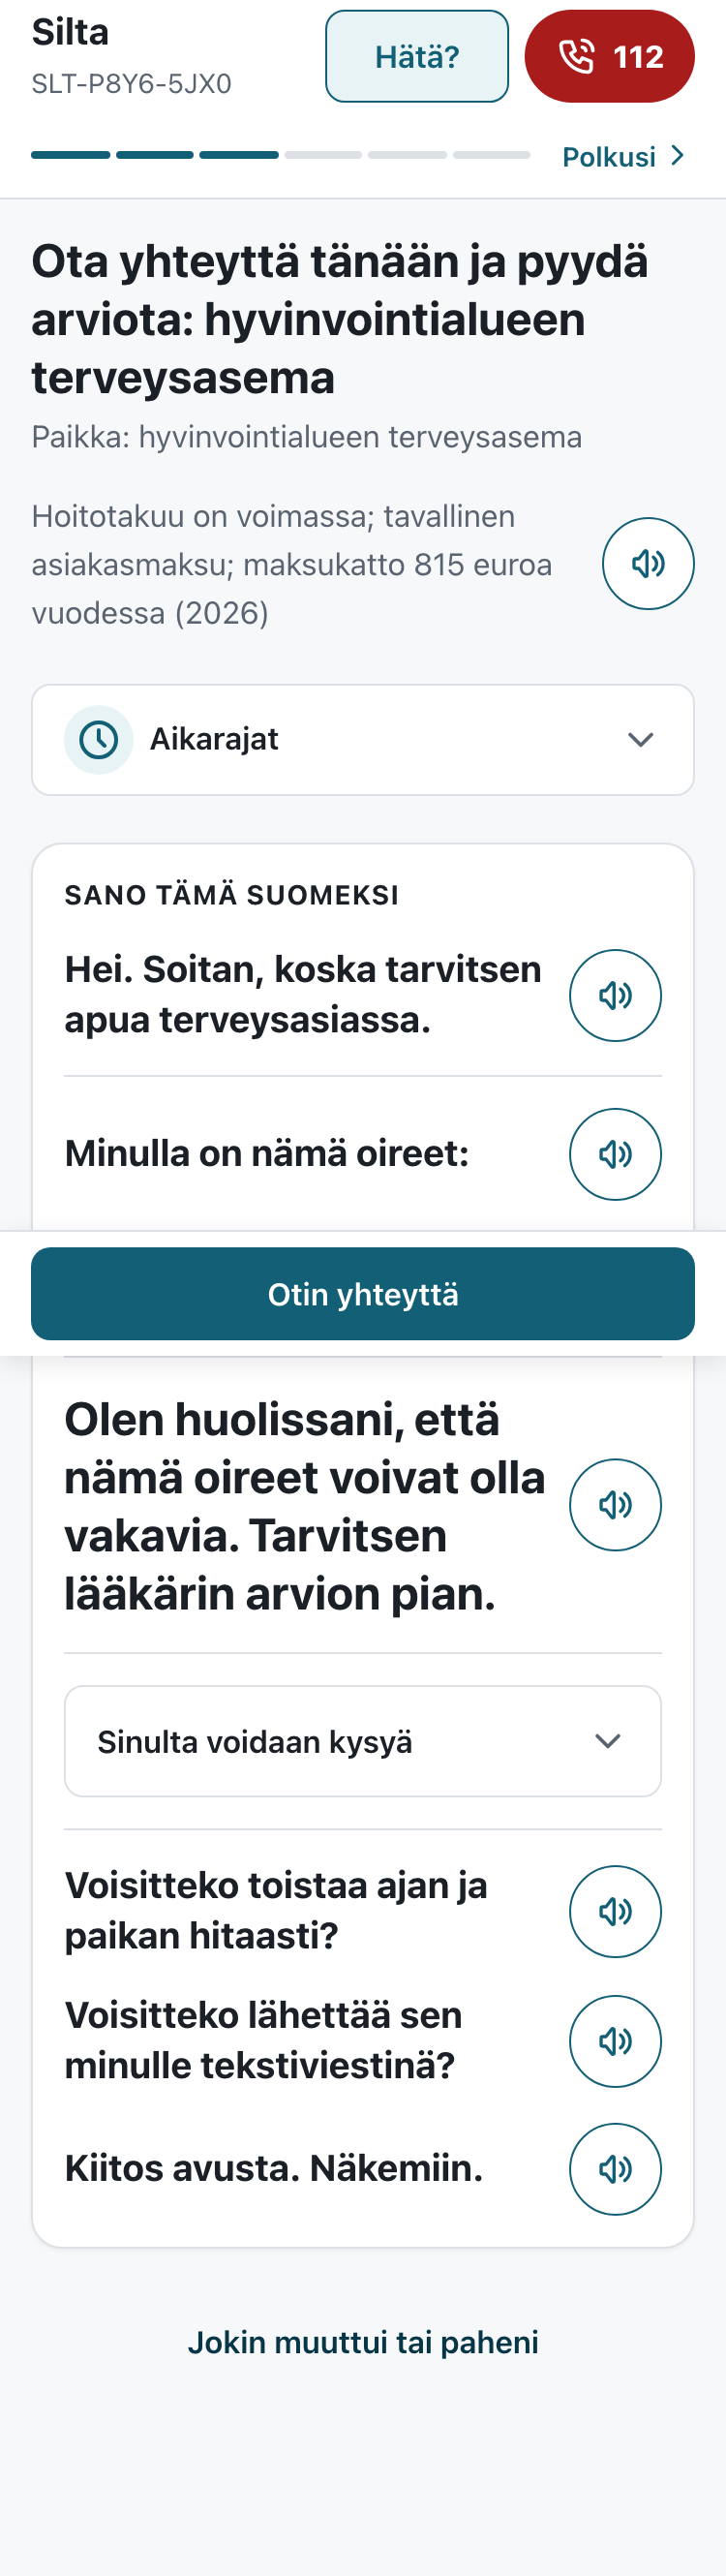 Silta
SLT-P8Y6-5JX0
Hätä?
112
Polkusi
Ota yhteyttä tänään ja pyydä
arviota: hyvinvointialueen
terveysasema
Paikka: hyvinvointialueen terveysasema
Hoitotakuu on voimassa; tavallinen
asiakasmaksu; maksukatto 815 euroa
vuodessa (2026)
Aikarajat
SANO TÄMÄ SUOMEKSI
Hei. Soitan, koska tarvitsen
apua terveysasiassa.
Minulla on nämä oireet:
Otin yhteyttä
Olen huolissani, että
nämä oireet voivat olla
vakavia. Tarvitsen
lääkärin arvion pian.
Sinulta voidaan kysyä
Voisitteko toistaa ajan ja
paikan hitaasti?
Voisitteko lähettää sen
minulle tekstiviestinä?
Kiitos avusta. Näkemiin.
Jokin muuttui tai paheni